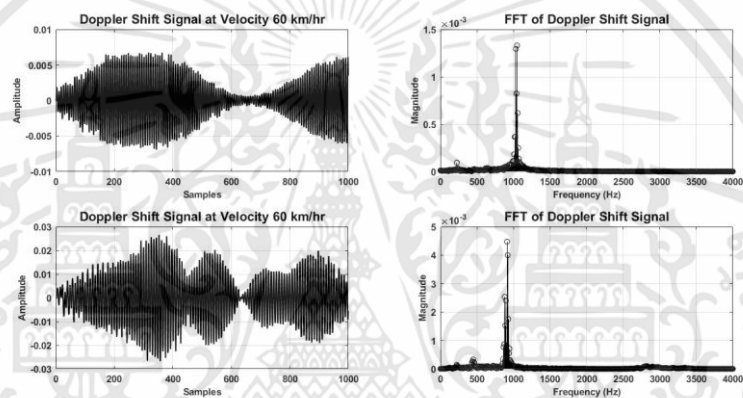 Doppler Shift Signal at Velocity 60 km/hr
0.01
0.005
0
-0.005
-0.01
Amplitude
0 200 400 600 800 1000
Samples
FFT of Doppler Shift Signal
×10⁻³
1.5
1
0.5
0
Magnitude
0 500 1000 1500 2000 2500 3000 3500 4000
Frequency (Hz)
Doppler Shift Signal at Velocity 60 km/hr
0.03
0.02
0.01
0
-0.01
-0.02
-0.03
Amplitude
0 200 400 600 800 1000
Samples
FFT of Doppler Shift Signal
×10⁻³
5
4
3
2
1
0
Magnitude
0 500 1000 1500 2000 2500 3000 3500 4000
Frequency (Hz)